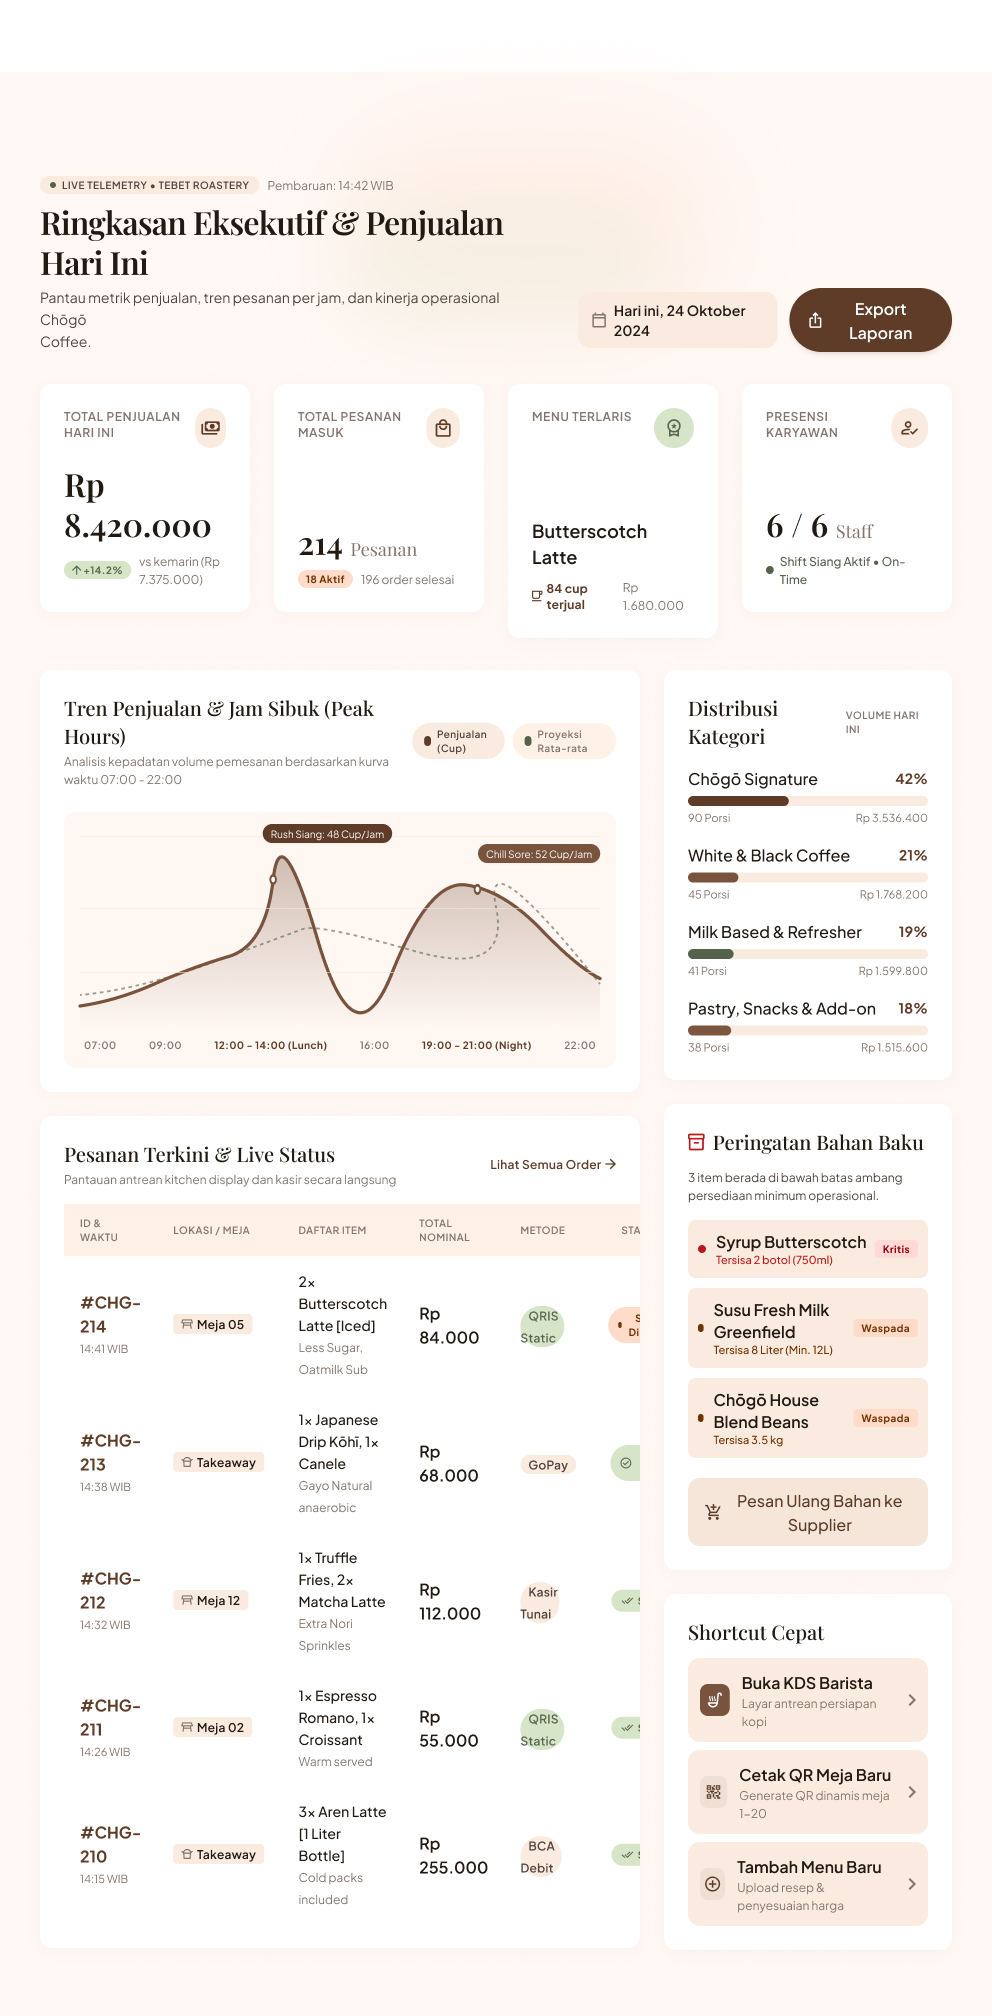 LIVE TELEMETRY • TEBET ROASTERY
Pembaruan: 14:42 WIB
Ringkasan Eksekutif & Penjualan
Hari Ini
Pantau metrik penjualan, tren pesanan per jam, dan kinerja operasional
Chōgō
Coffee.
Hari ini, 24 Oktober
2024
Export
Laporan
TOTAL PENJUALAN
HARI INI
Rp
8.420.000
+14.2%
vs kemarin (Rp
7.375.000)
TOTAL PESANAN
MASUK
214 Pesanan
18 Aktif
196 order selesai
MENU TERLARIS
Butterscotch
Latte
84 cup
terjual
Rp
1.680.000
PRESENSI
KARYAWAN
6 / 6 Staff
Shift Siang Aktif • On-
Time
Tren Penjualan & Jam Sibuk (Peak
Hours)
Analisis kepadatan volume pemesanan berdasarkan kurva
waktu 07:00 - 22:00
Penjualan
(Cup)
Proyeksi
Rata-rata
Rush Siang: 48 Cup/Jam
Chill Sore: 52 Cup/Jam
07:00
09:00
12:00 - 14:00 (Lunch)
16:00
19:00 - 21:00 (Night)
22:00
Distribusi
Kategori
VOLUME HARI
INI
Chōgō Signature
42%
90 Porsi
Rp 3.536.400
White & Black Coffee
21%
45 Porsi
Rp 1.768.200
Milk Based & Refresher
19%
41 Porsi
Rp 1.599.800
Pastry, Snacks & Add-on
18%
38 Porsi
Rp 1.515.600
Pesanan Terkini & Live Status
Pantauan antrean kitchen display dan kasir secara langsung
Lihat Semua Order
ID &
WAKTU
LOKASI / MEJA
DAFTAR ITEM
TOTAL
NOMINAL
METODE
STA
#CHG-
214
14:41 WIB
Meja 05
2×
Butterscotch
Latte [Iced]
Less Sugar,
Oatmilk Sub
Rp
84.000
QRIS
Static
S
Di
#CHG-
213
14:38 WIB
Takeaway
1× Japanese
Drip Kōhī, 1×
Canele
Gayo Natural
anaerobic
Rp
68.000
GoPay
#CHG-
212
14:32 WIB
Meja 12
1× Truffle
Fries, 2×
Matcha Latte
Extra Nori
Sprinkles
Rp
112.000
Kasir
Tunai
#CHG-
211
14:26 WIB
Meja 02
1× Espresso
Romano, 1×
Croissant
Warm served
Rp
55.000
QRIS
Static
#CHG-
210
14:15 WIB
Takeaway
3× Aren Latte
[1 Liter
Bottle]
Cold packs
included
Rp
255.000
BCA
Debit
Peringatan Bahan Baku
3 item berada di bawah batas ambang
persediaan minimum operasional.
Syrup Butterscotch
Tersisa 2 botol (750ml)
Kritis
Susu Fresh Milk
Greenfield
Tersisa 8 Liter (Min. 12L)
Waspada
Chōgō House
Blend Beans
Tersisa 3.5 kg
Waspada
Pesan Ulang Bahan ke
Supplier
Shortcut Cepat
Buka KDS Barista
Layar antrean persiapan
kopi
Cetak QR Meja Baru
Generate QR dinamis meja
1-20
Tambah Menu Baru
Upload resep &
penyesuaian harga